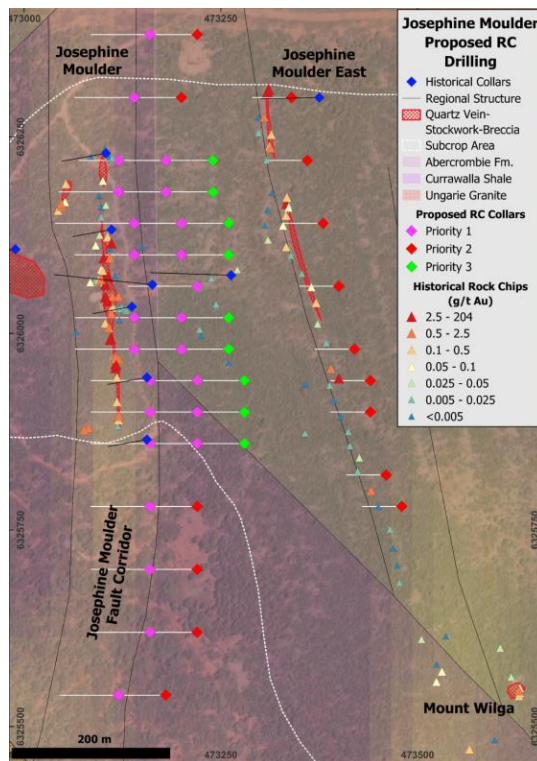 473000
473250
Josephine
Moulder
Josephine
Moulder East
Josephine Moulder
Proposed RC
Drilling
Historical Collars
Regional Structure
Quartz Vein-
Stockwork-Breccia
Subcrop Area
Abercrombie Fm.
Currawalla Shale
Ungarie Granite
Proposed RC Collars
Priority 1
Priority 2
Priority 3
Historical Rock Chips
(g/t Au)
2.5 - 204
0.5 - 2.5
0.1 - 0.5
0.05 - 0.1
0.025 - 0.05
0.005 - 0.025
<0.005
6326250
6326000
6326000
6325750
6325750
Josephine Moulder
Fault Corridor
Mount Wilga
6325500
6325500
200 m
473250
473500